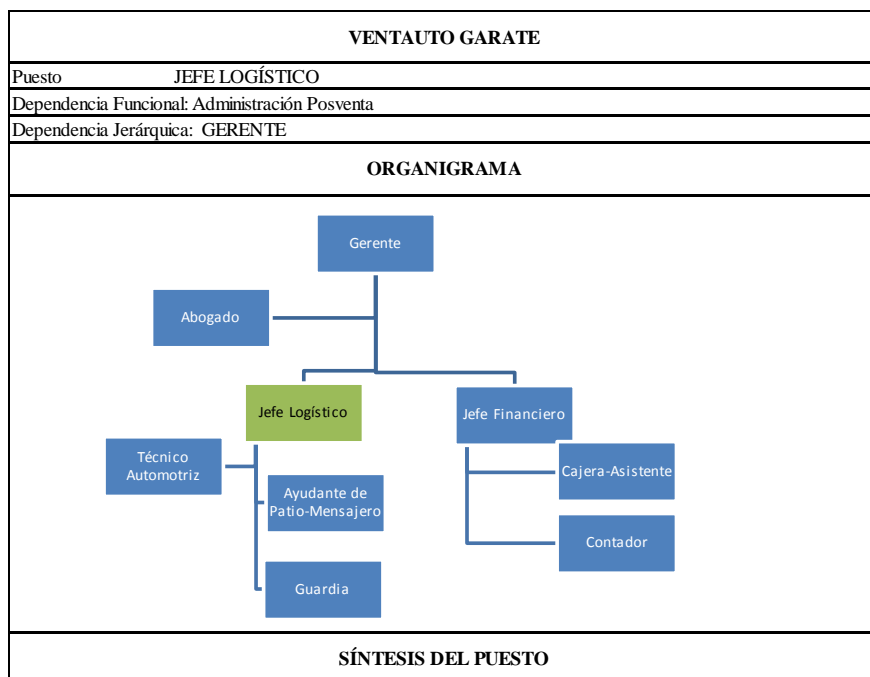 VENTAUTO GARATE
Puesto JEFE LOGÍSTICO
Dependencia Funcional: Administración Posventa
Dependencia Jerárquica: GERENTE
ORGANIGRAMA
Gerente
Abogado
Jefe Logístico
Jefe Financiero
Técnico
Automotriz
Cajera-Asistente
Ayudante de
Patio-Mensajero
Contador
Guardia
SÍNTESIS DEL PUESTO